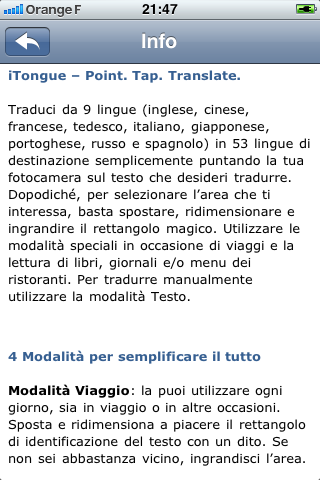 Orange F 21:47
Info
iTongue – Point. Tap. Translate.
Traduci da 9 lingue (inglese, cinese,
francese, tedesco, italiano, giapponese,
portoghese, russo e spagnolo) in 53 lingue di
destinazione semplicemente puntando la tua
fotocamera sul testo che desideri tradurre.
Dopodiché, per selezionare l'area che ti
interessa, basta spostare, ridimensionare e
ingrandire il rettangolo magico. Utilizzare le
modalità speciali in occasione di viaggi e la
lettura di libri, giornali e/o menu dei
ristoranti. Per tradurre manualmente
utilizzare la modalità Testo.
4 Modalità per semplificare il tutto
Modalità Viaggio: la puoi utilizzare ogni
giorno, sia in viaggio o in altre occasioni.
Sposta e ridimensiona a piacere il rettangolo
di identificazione del testo con un dito. Se
non sei abbastanza vicino, ingrandisci l'area.